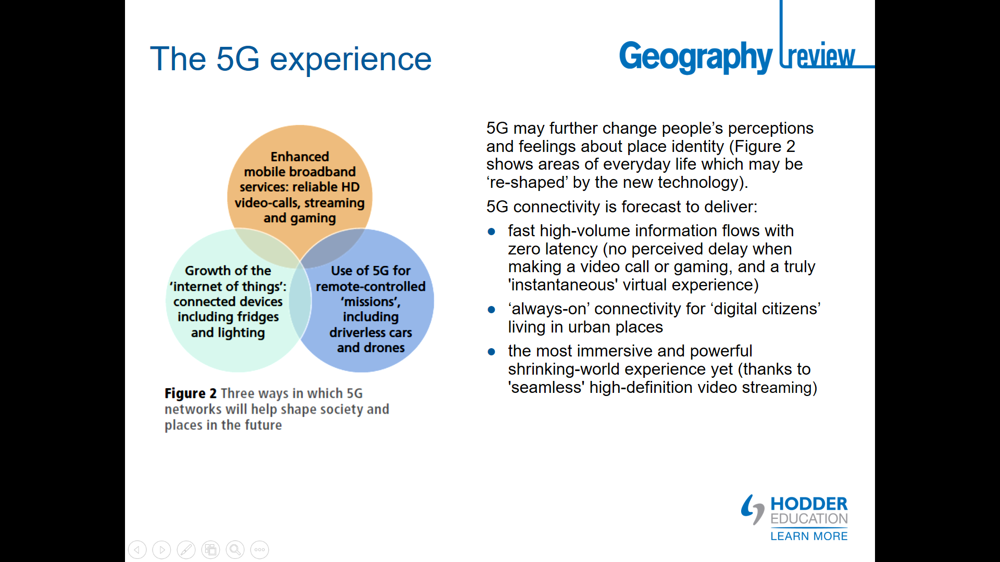 The 5G experience
Geography review
Enhanced
mobile broadband
services: reliable HD
video-calls, streaming
and gaming
Growth of the
‘internet of things’:
connected devices
including fridges
and lighting
Use of 5G for
remote-controlled
‘missions’,
including
driverless cars
and drones
Figure 2 Three ways in which 5G
networks will help shape society and
places in the future
5G may further change people’s perceptions
and feelings about place identity (Figure 2
shows areas of everyday life which may be
‘re-shaped’ by the new technology).
5G connectivity is forecast to deliver:
● fast high-volume information flows with
zero latency (no perceived delay when
making a video call or gaming, and a truly
'instantaneous' virtual experience)
● ‘always-on’ connectivity for ‘digital citizens’
living in urban places
● the most immersive and powerful
shrinking-world experience yet (thanks to
'seamless' high-definition video streaming)
HODDER
EDUCATION
LEARN MORE